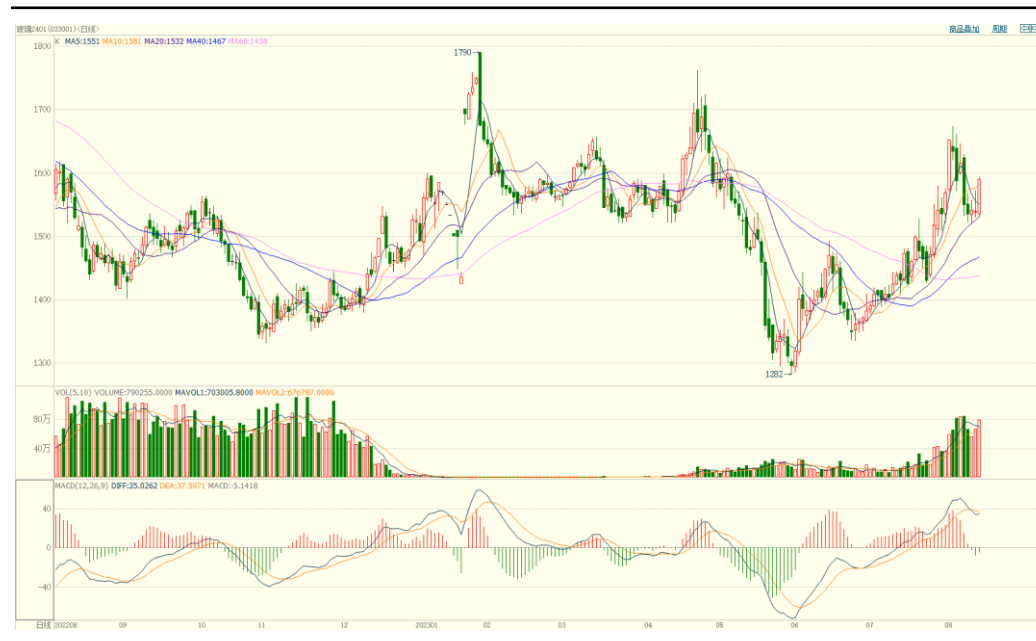 玻璃2401(033001)<日线>
商品叠加 周期
K MA5:1551 MA10:1581 MA20:1532 MA40:1467 MA60:1438
1800
1790
1700
1600
1500
1400
1300
1282
VOL(5,10) VOLUME:790255.0000 MAVOL1:703005.8000 MAVOL2:676787.0000
80万
40万
MACD(12,26,9) DIFF:35.0262 DEA:37.5971 MACD:-5.1418
40
0
-40
日线 202208 09 10 11 12 202301 02 03 04 05 06 07 08